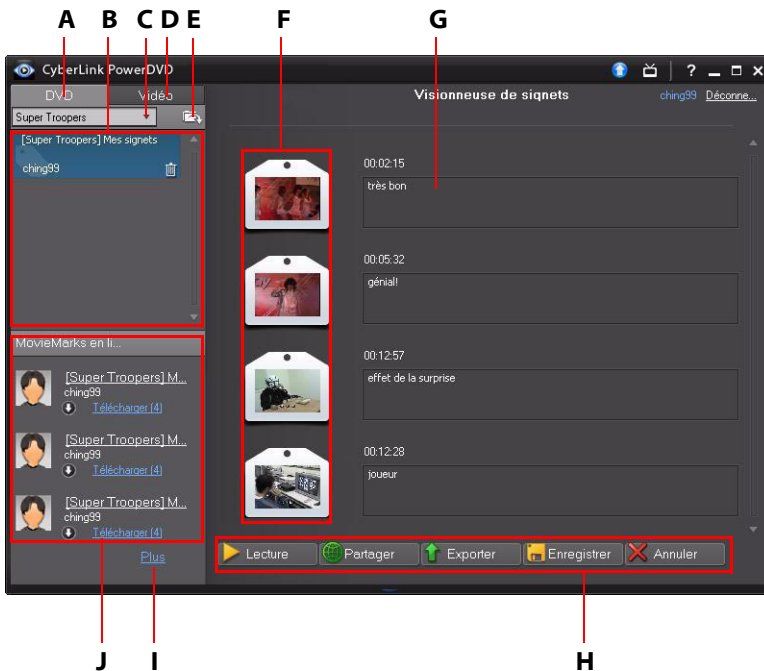 A B C D E F G
CyberLink PowerDVD
?
DVD Vidéo
Visionneuse de signets
ching99 Déconne...
Super Troopers
[Super Troopers] Mes signets
ching99
00:02:15
très bon
00:05:32
génial!
00:12:57
effet de la surprise
00:12:28
joueur
MovieMarks en li...
[Super Troopers] M...
ching99
Télécharger (4)
[Super Troopers] M...
ching99
Télécharger (4)
[Super Troopers] M...
ching99
Télécharger (4)
Plus
Lecture Partager Exporter Enregistrer Annuler
J I H